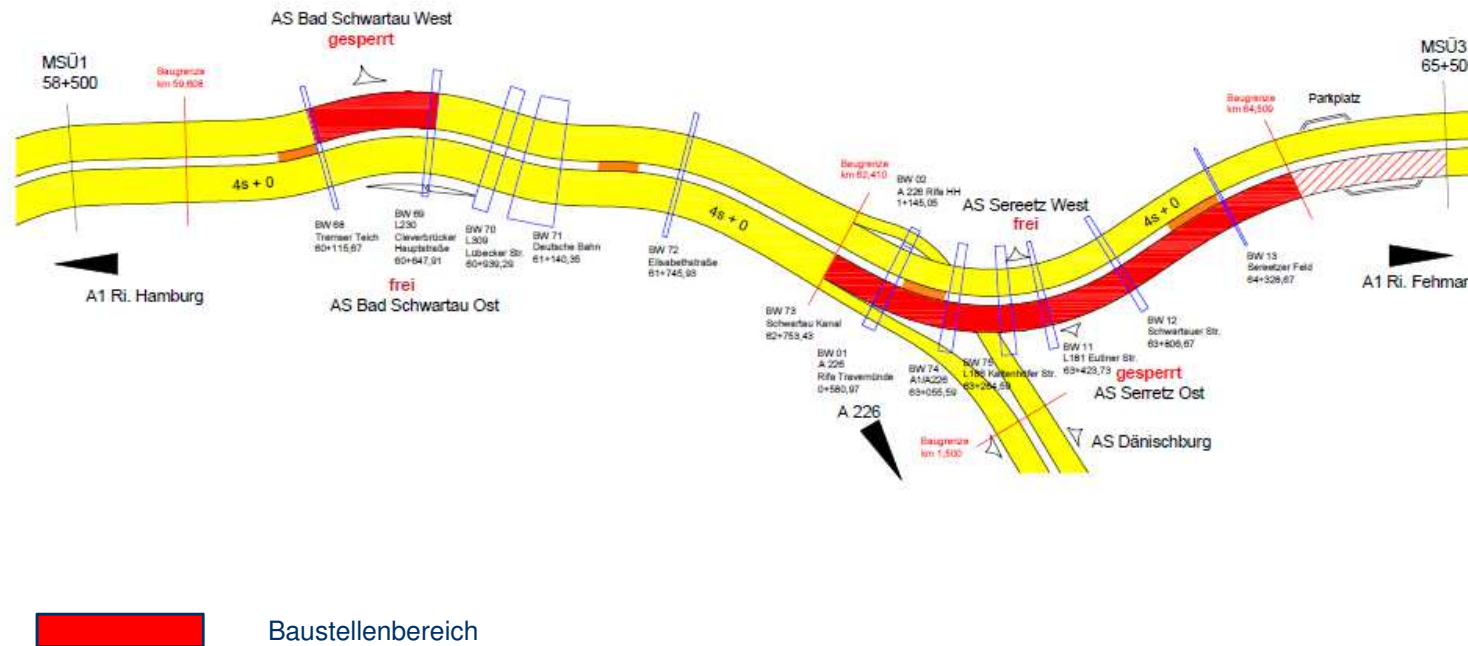 AS Bad Schwartau West
gesperrt
MSÜ1
58+500
Baugrenze
km 59,608
4s + 0
BW 68
Tremser Teich
60+115,67
BW 69
L230
Cleverbrücker
Hauptstraße
60+647,91
BW 70
L309
Lübecker Str.
60+939,29
BW 71
Deutsche Bahn
61+140,35
A1 Ri. Hamburg
frei
AS Bad Schwartau Ost
BW 72
Elisabethstraße
61+745,93
4s + 0
Baugrenze
km 62,410
BW 02
A 226 Rifa HH
1+145,05
AS Sereetz West
frei
BW 73
Schwartau Kanal
62+753,43
BW 01
A 226
Rifa Travemünde
0+580,97
BW 74
A1/A226
63+055,59
BW 75
L186 Kaltenhöfer Str.
63+264,59
BW 11
L181 Eutiner Str.
63+423,73
BW 12
Schwartauer Str.
63+806,67
gesperrt
AS Serretz Ost
A 226
Baugrenze
km 1,500
AS Dänischburg
4s + 0
BW 13
Sereetzer Feld
64+328,67
Baugrenze
km 64,509
Parkplatz
MSÜ3
65+50
A1 Ri. Fehmar
Baustellenbereich